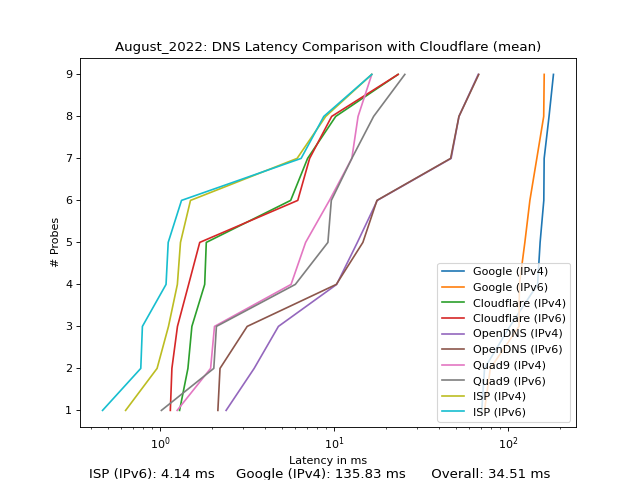 August_2022: DNS Latency Comparison with Cloudflare (mean)
# Probes
9
8
7
6
5
4
3
2
1
Google (IPv4)
Google (IPv6)
Cloudflare (IPv4)
Cloudflare (IPv6)
OpenDNS (IPv4)
OpenDNS (IPv6)
Quad9 (IPv4)
Quad9 (IPv6)
ISP (IPv4)
ISP (IPv6)
10⁰ 10¹ 10²
Latency in ms
ISP (IPv6): 4.14 ms Google (IPv4): 135.83 ms Overall: 34.51 ms